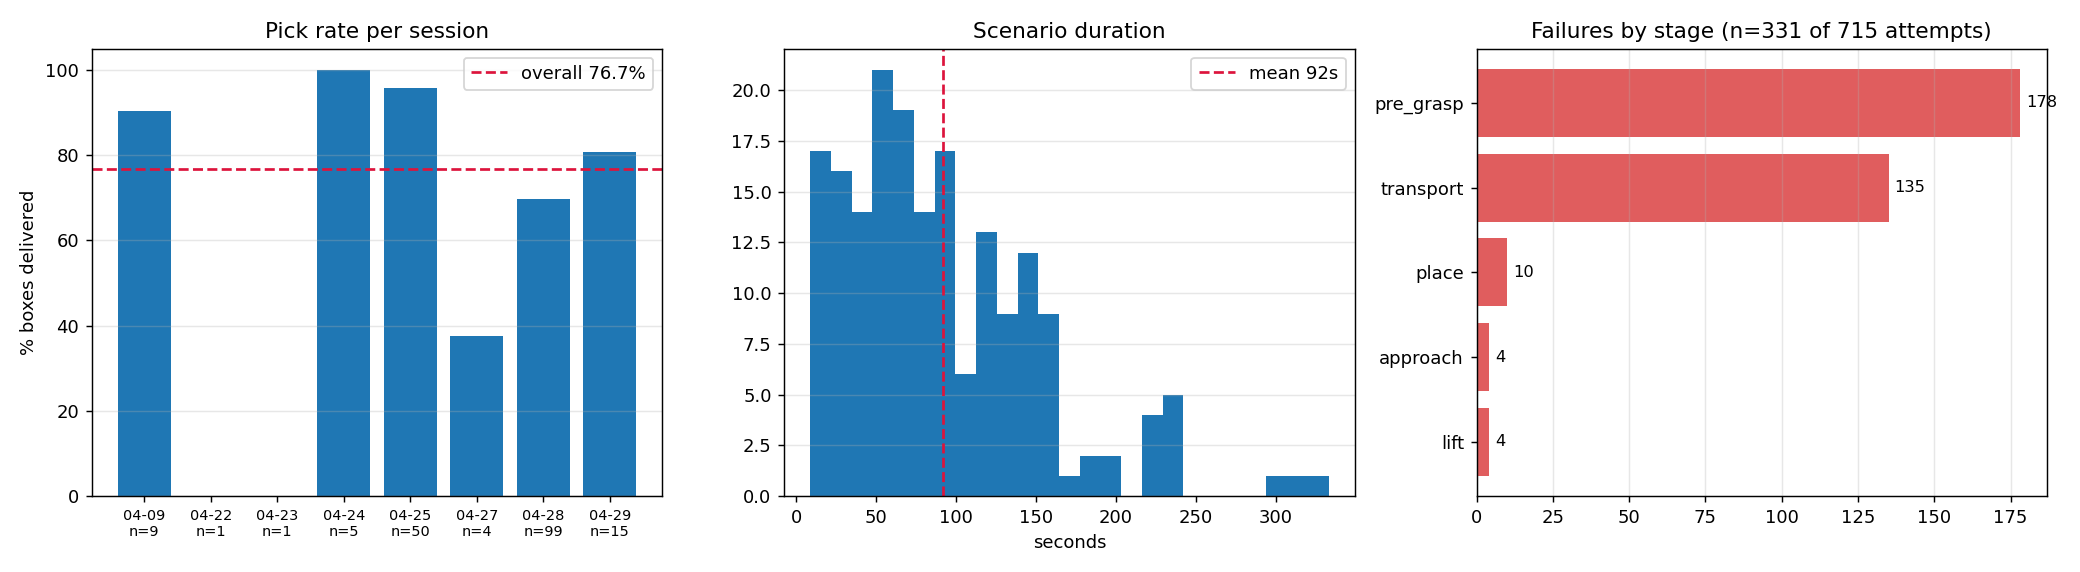 Pick rate per session
overall 76.7%
% boxes delivered
100
80
60
40
20
0
04-09 04-22 04-23 04-24 04-25 04-27 04-28 04-29
n=9 n=1 n=1 n=5 n=50 n=4 n=99 n=15
Scenario duration
mean 92s
20.0
17.5
15.0
12.5
10.0
7.5
5.0
2.5
0.0
0 50 100 150 200 250 300
seconds
Failures by stage (n=331 of 715 attempts)
pre_grasp 178
transport 135
place 10
approach 4
lift 4
0 25 50 75 100 125 150 175